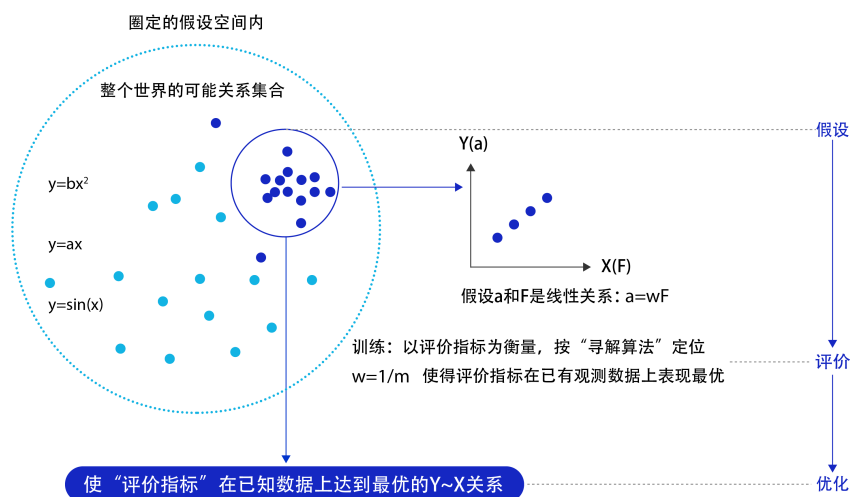 圈定的假设空间内
整个世界的可能关系集合
假设
Y(a)
y=bx²
y=ax
X(F)
y=sin(x)
假设a和F是线性关系：a=wF
训练：以评价指标为衡量，按“寻解算法”定位
w=1/m 使得评价指标在已有观测数据上表现最优
评价
使“评价指标”在已知数据上达到最优的Y~X关系
优化